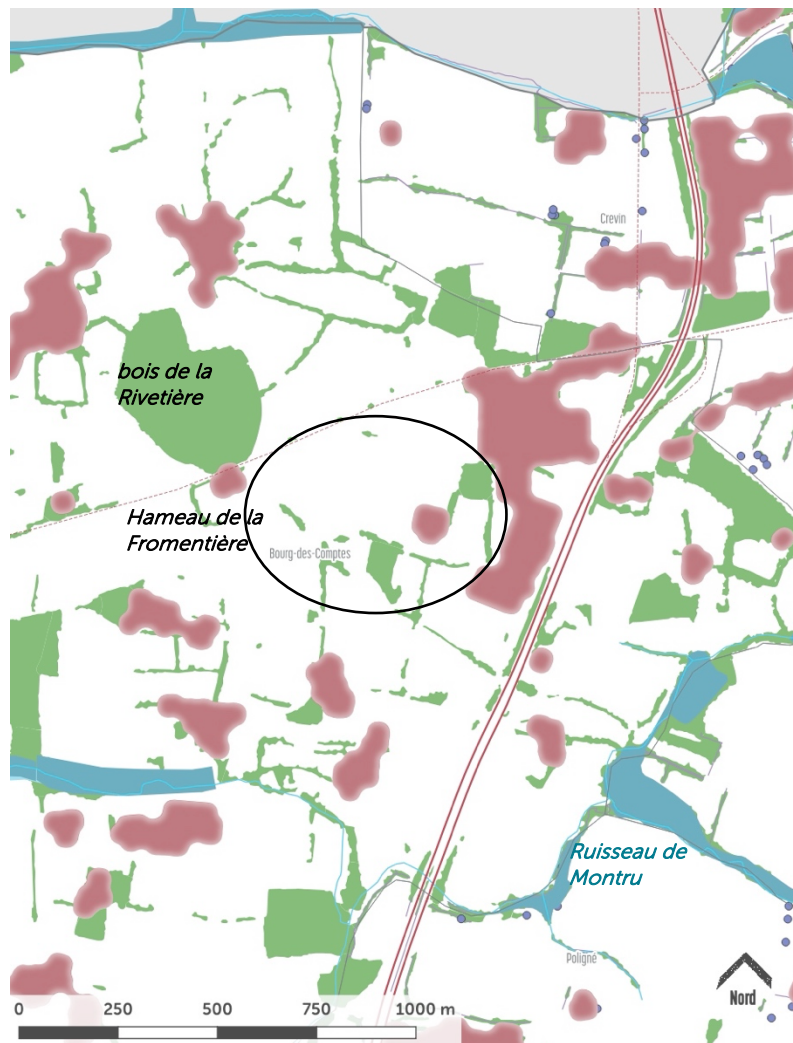 Crevin
bois de la
Rivetière
Hameau de la
Fromentière
Bourg-des-Comptes
Ruisseau de
Montru
Poligné
Nord
0 250 500 750 1000 m